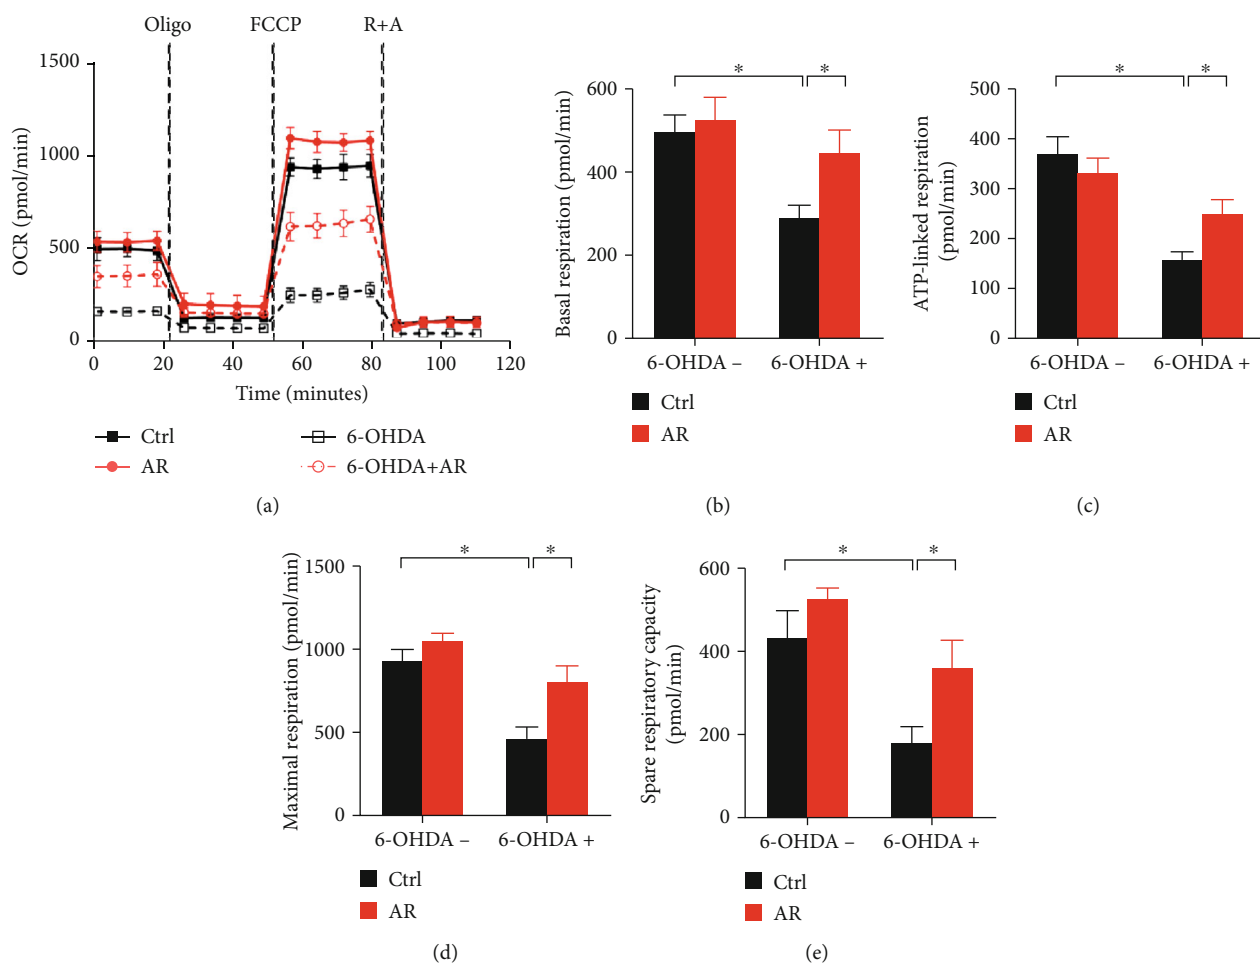 Oligo FCCP R+A
1500
1000
500
0
OCR (pmol/min)
0 20 40 60 80 100 120
Time (minutes)
Ctrl 6-OHDA
AR 6-OHDA+AR
(a)
* *
600
400
200
0
Basal respiration (pmol/min)
6-OHDA – 6-OHDA +
Ctrl
AR
(b)
* *
500
400
300
200
100
0
ATP-linked respiration
(pmol/min)
6-OHDA – 6-OHDA +
Ctrl
AR
(c)
* *
1500
1000
500
0
Maximal respiration (pmol/min)
6-OHDA – 6-OHDA +
Ctrl
AR
(d)
* *
600
400
200
0
Spare respiratory capacity
(pmol/min)
6-OHDA – 6-OHDA +
Ctrl
AR
(e)